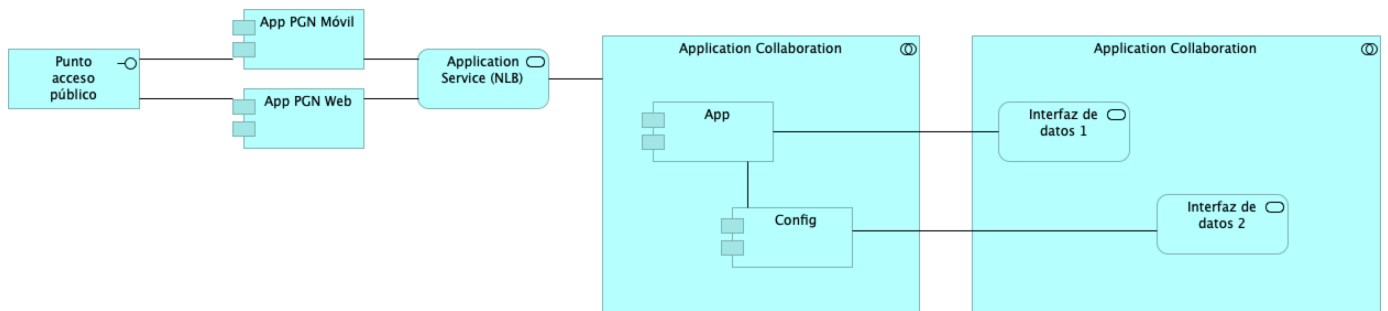 Punto
acceso
público
App PGN Móvil
App PGN Web
Application
Service (NLB)
Application Collaboration
App
Config
Application Collaboration
Interfaz de
datos 1
Interfaz de
datos 2